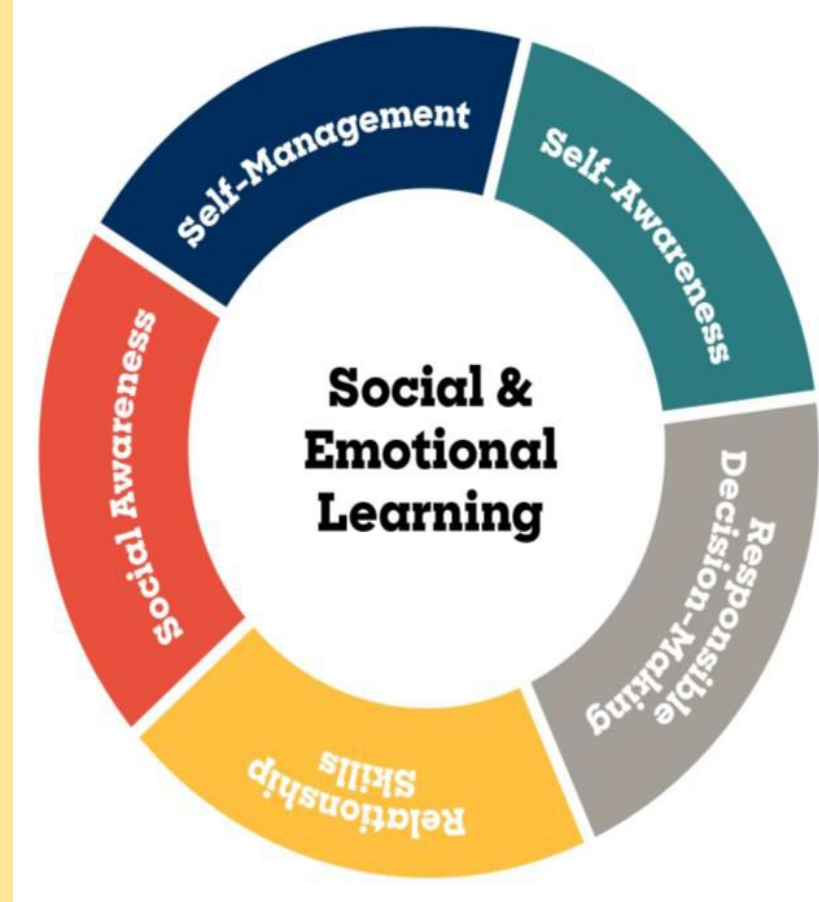 Self-Management
Self-Awareness
Social &
Emotional
Learning
Social Awareness
Responsible
Decision-Making
Relationship
Skills